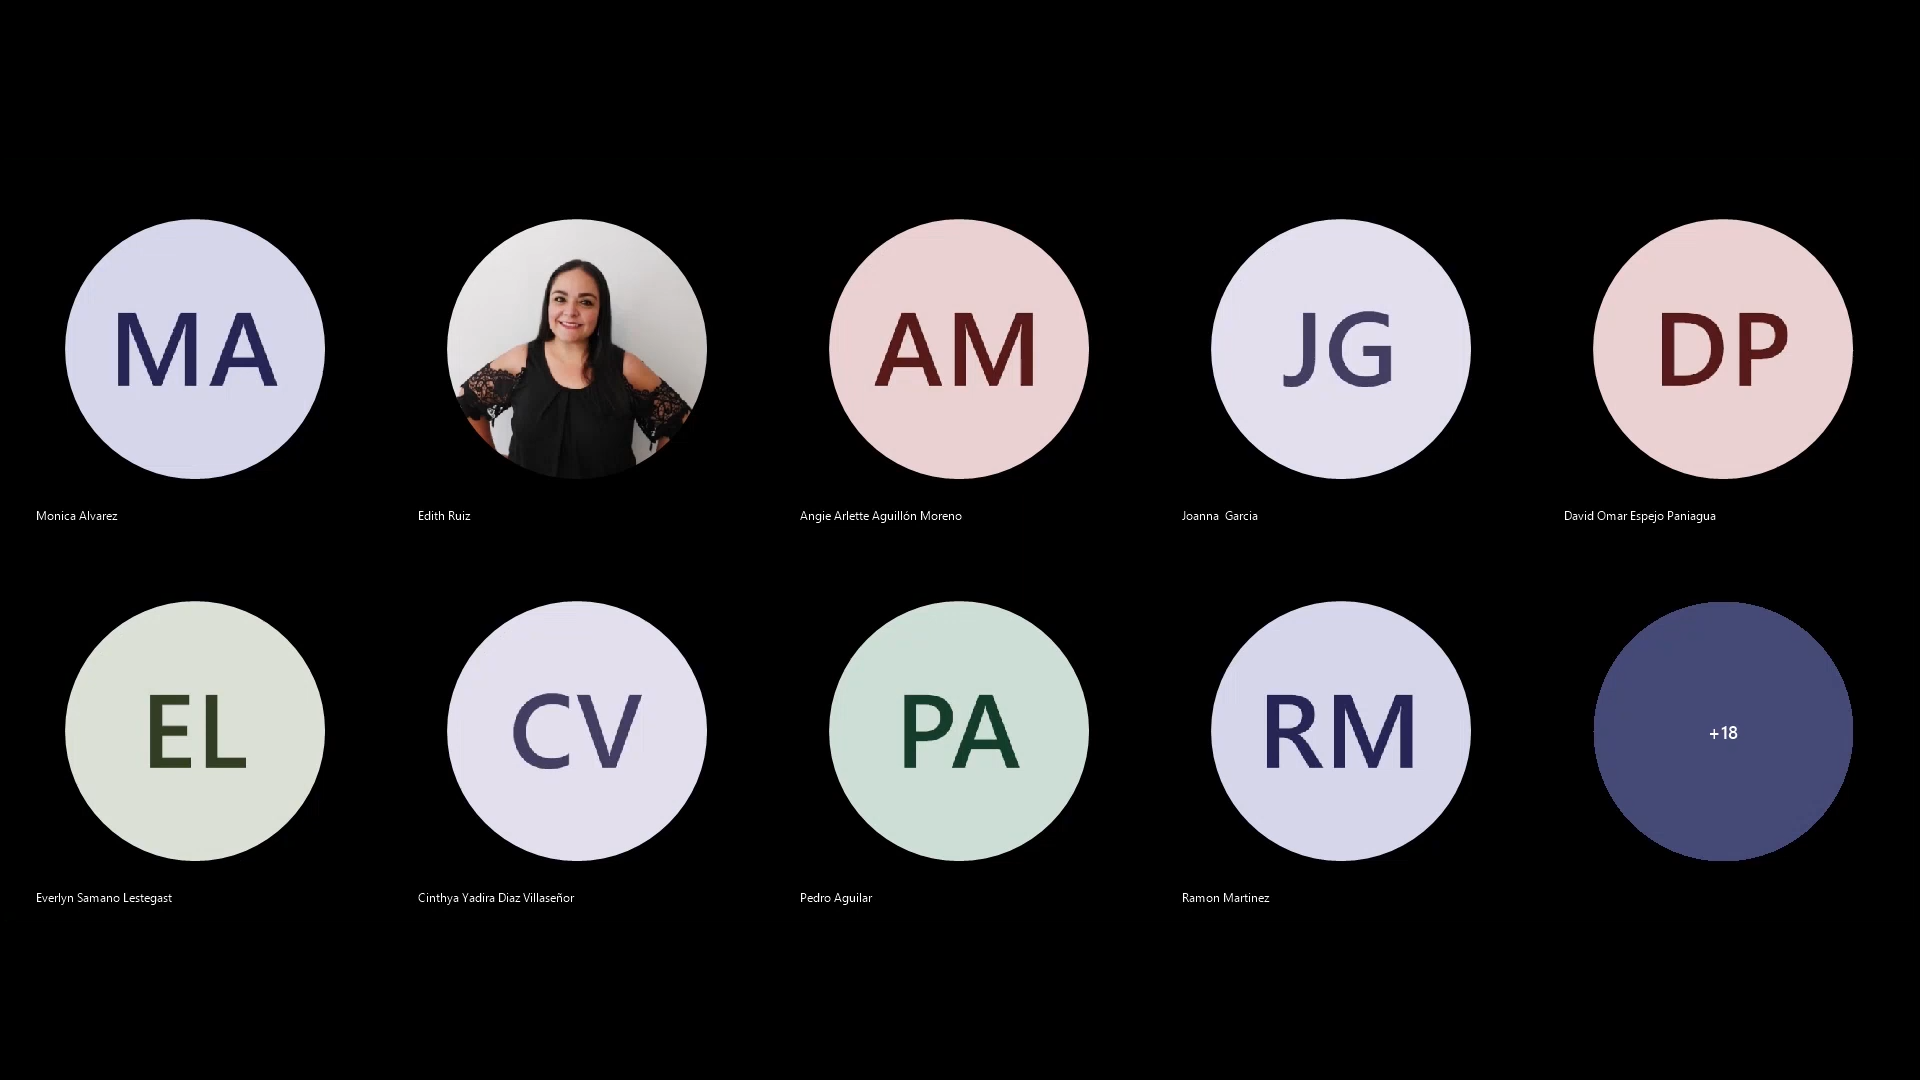 MA
AM
JG
DP
Monica Alvarez
Edith Ruiz
Angie Arlette Aguillón Moreno
Joanna  Garcia
David Omar Espejo Paniagua
EL
CV
PA
RM
+18
Everlyn Samano Lestegast
Cinthya Yadira Diaz Villaseñor
Pedro Aguilar
Ramon Martinez